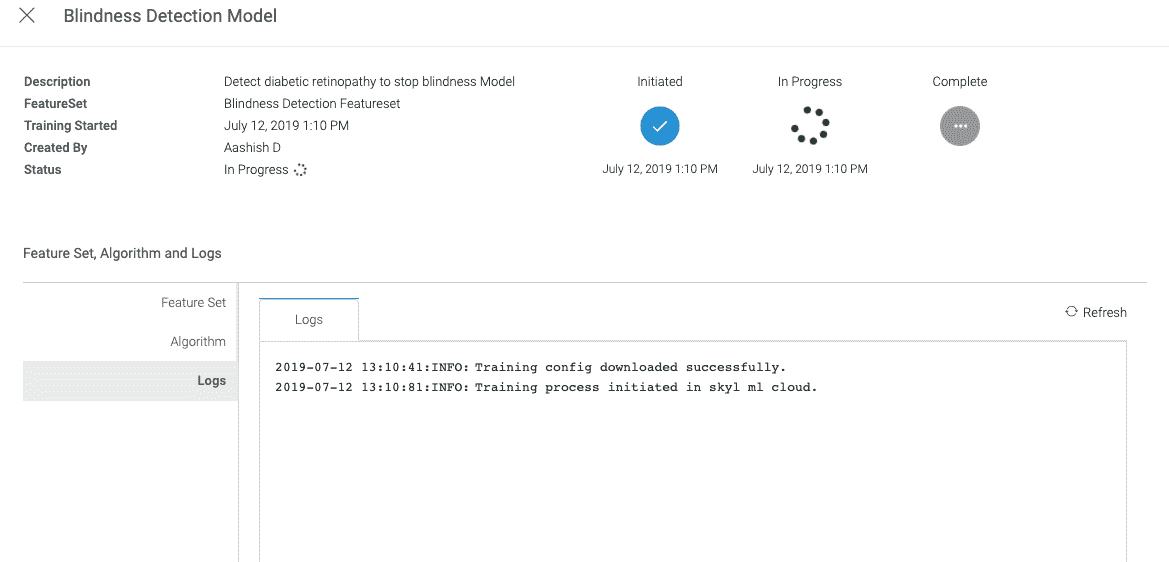 Blindness Detection Model
Description Detect diabetic retinopathy to stop blindness Model
FeatureSet Blindness Detection Featureset
Training Started July 12, 2019 1:10 PM
Created By Aashish D
Status In Progress
Initiated In Progress Complete
July 12, 2019 1:10 PM July 12, 2019 1:10 PM
Feature Set, Algorithm and Logs
Feature Set
Algorithm
Logs
Logs
Refresh
2019-07-12 13:10:41:INFO: Training config downloaded successfully.
2019-07-12 13:10:81:INFO: Training process initiated in skyl ml cloud.